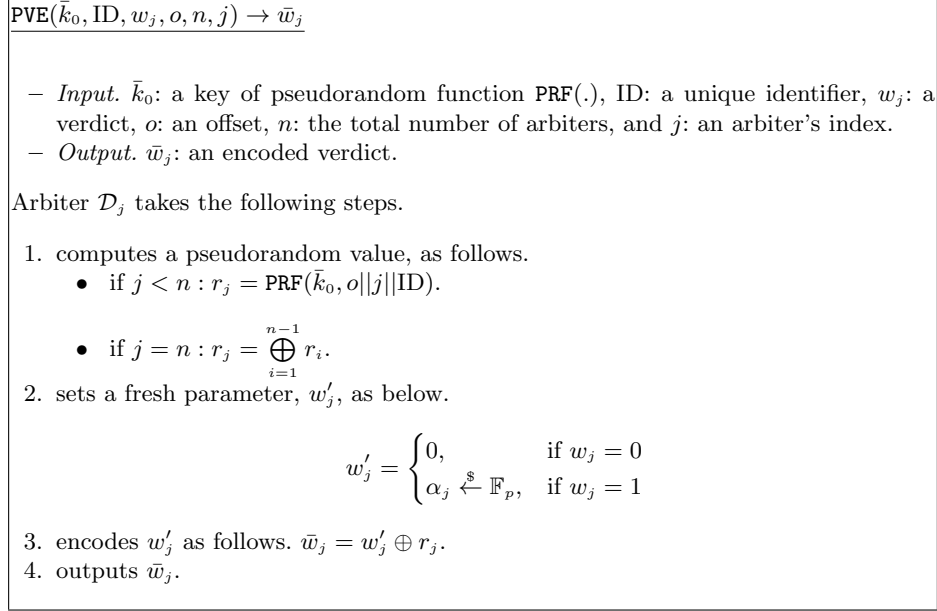 PVE(k̄₀, ID, wⱼ, o, n, j) → w̄ⱼ
– Input. k̄₀: a key of pseudorandom function PRF(.), ID: a unique identifier, wⱼ: a
verdict, o: an offset, n: the total number of arbiters, and j: an arbiter's index.
– Output. w̄ⱼ: an encoded verdict.
Arbiter 𝒟ⱼ takes the following steps.
1. computes a pseudorandom value, as follows.
• if j < n : rⱼ = PRF(k̄₀, o||j||ID).
• if j = n : rⱼ = ⨁_{i=1}^{n−1} rᵢ.
2. sets a fresh parameter, w′ⱼ, as below.
w′ⱼ = { 0, if wⱼ = 0
αⱼ ←$ 𝔽ₚ, if wⱼ = 1
3. encodes w′ⱼ as follows. w̄ⱼ = w′ⱼ ⊕ rⱼ.
4. outputs w̄ⱼ.